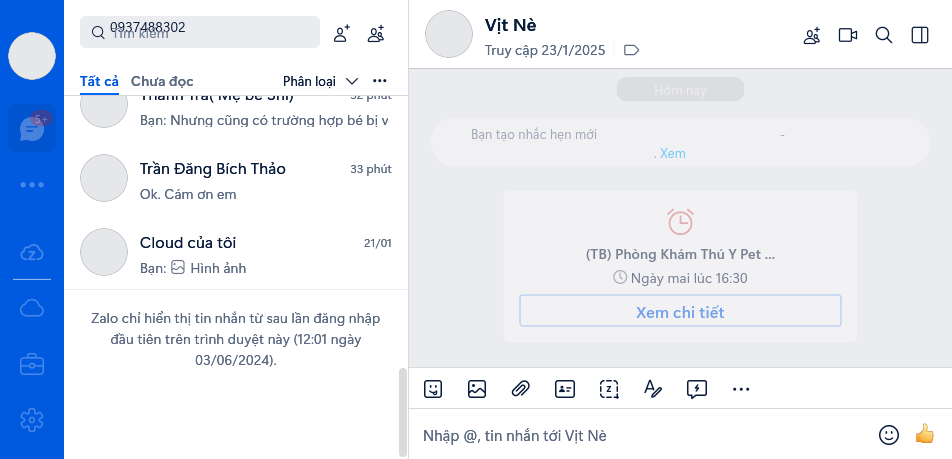 0937488302
Tìm kiếm
5+
Tất cả
Chưa đọc
Phân loại
Thanh Trà( Mẹ bé Shi)
52 phút
Bạn: Nhưng cũng có trường hợp bé bị v
Trần Đăng Bích Thảo
33 phút
Ok. Cám ơn em
Cloud của tôi
21/01
Bạn: Hình ảnh
Zalo chỉ hiển thị tin nhắn từ sau lần đăng nhập
đầu tiên trên trình duyệt này (12:01 ngày
03/06/2024).
Vịt Nè
Truy cập 23/1/2025
Hôm nay
Bạn tạo nhắc hẹn mới -
. Xem
(TB) Phòng Khám Thú Y Pet ...
Ngày mai lúc 16:30
Xem chi tiết
Nhập @, tin nhắn tới Vịt Nè